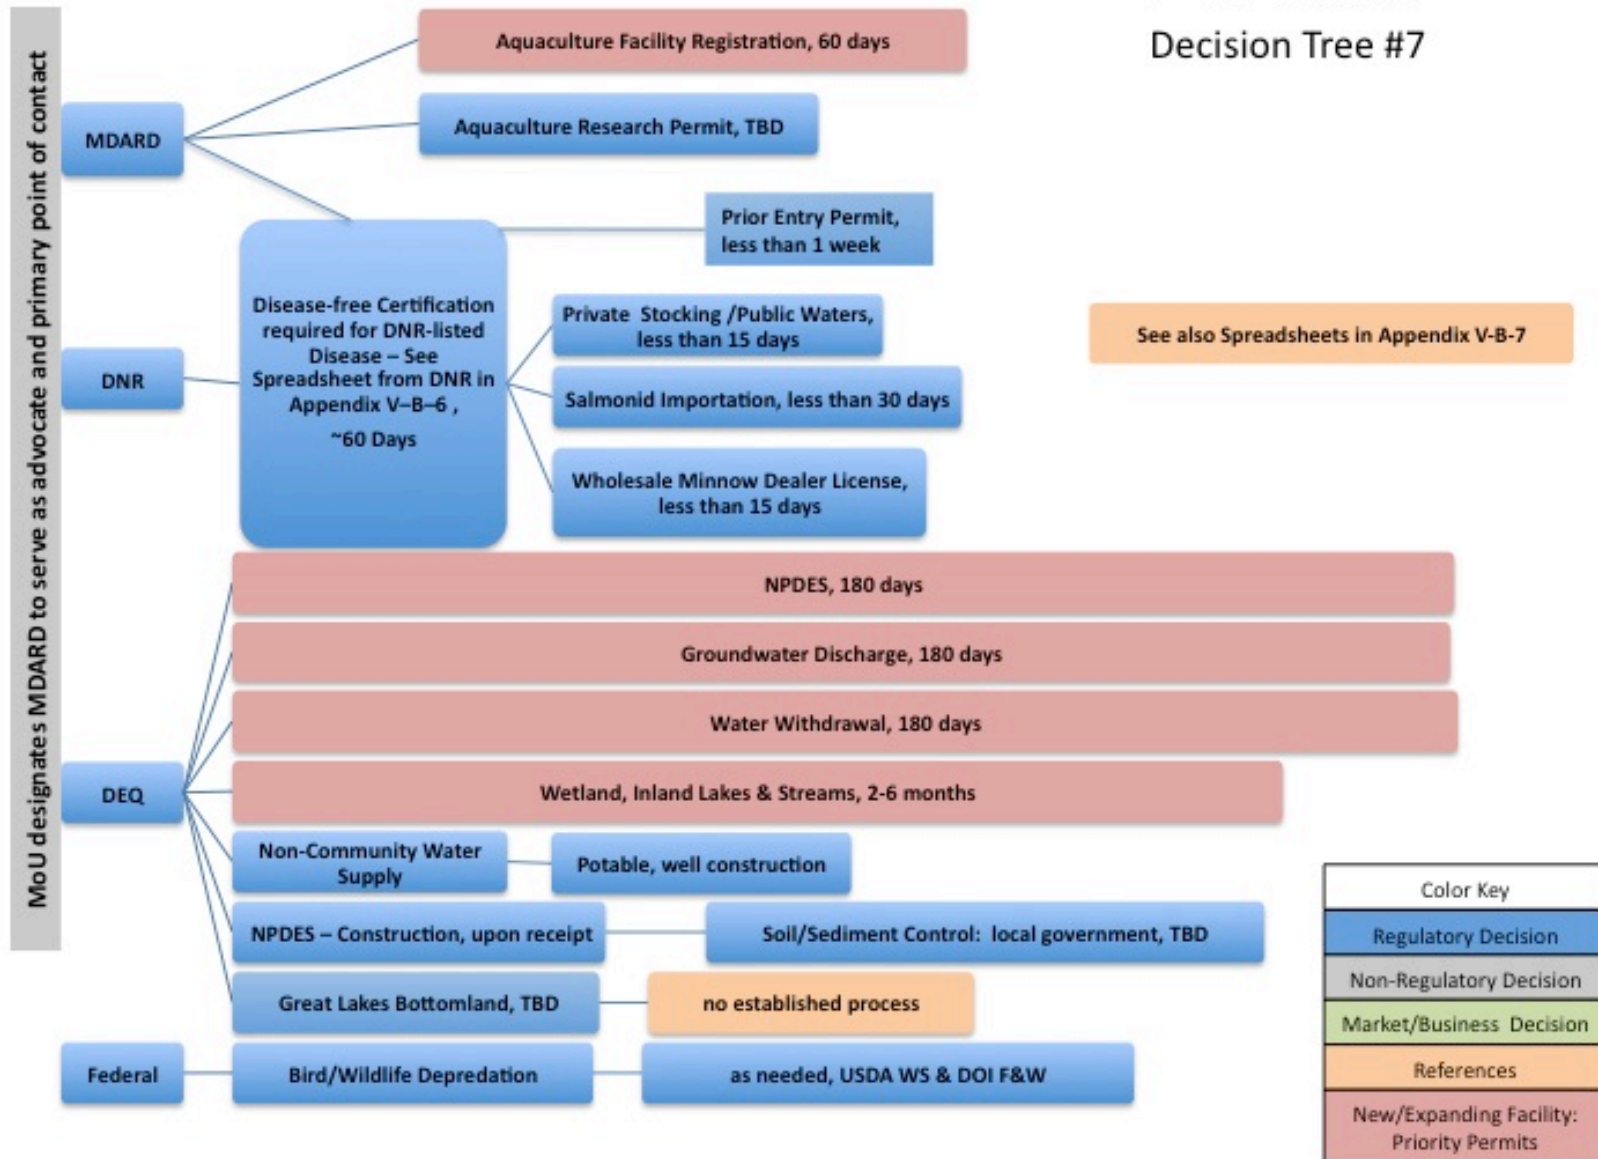 Decision Tree #7
MoU designates MDARD to serve as advocate and primary point of contact
MDARD
Aquaculture Facility Registration, 60 days
Aquaculture Research Permit, TBD
Prior Entry Permit,
less than 1 week
DNR
Disease-free Certification
required for DNR-listed
Disease – See
Spreadsheet from DNR in
Appendix V–B–6 ,
~60 Days
Private Stocking /Public Waters,
less than 15 days
Salmonid Importation, less than 30 days
Wholesale Minnow Dealer License,
less than 15 days
See also Spreadsheets in Appendix V-B-7
DEQ
NPDES, 180 days
Groundwater Discharge, 180 days
Water Withdrawal, 180 days
Wetland, Inland Lakes & Streams, 2-6 months
Non-Community Water
Supply
Potable, well construction
NPDES – Construction, upon receipt
Soil/Sediment Control: local government, TBD
Great Lakes Bottomland, TBD
no established process
Federal
Bird/Wildlife Depredation
as needed, USDA WS & DOI F&W
Color Key
Regulatory Decision
Non-Regulatory Decision
Market/Business Decision
References
New/Expanding Facility:
Priority Permits